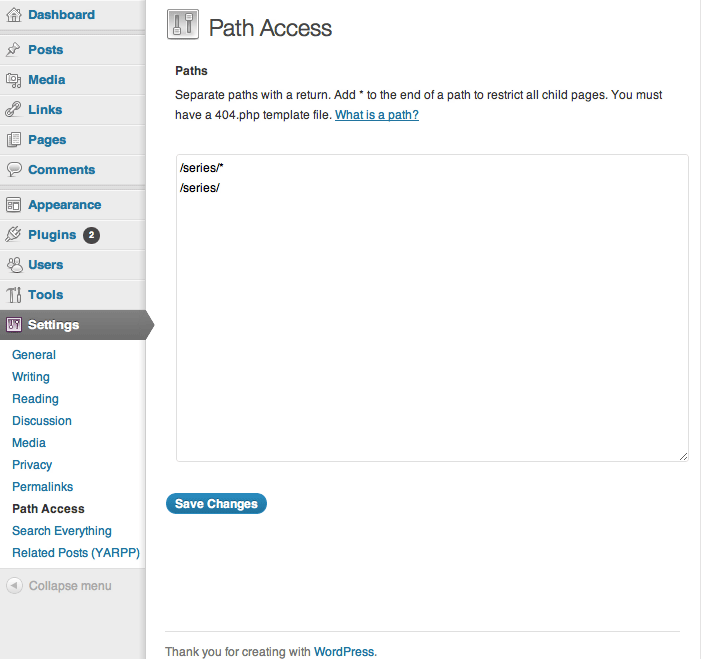 Dashboard
Posts
Media
Links
Pages
Comments
Appearance
Plugins 2
Users
Tools
Settings
General
Writing
Reading
Discussion
Media
Privacy
Permalinks
Path Access
Search Everything
Related Posts (YARPP)
Collapse menu
Path Access
Paths
Separate paths with a return. Add * to the end of a path to restrict all child pages. You must
have a 404.php template file. What is a path?
/series/*
/series/
Save Changes
Thank you for creating with WordPress.